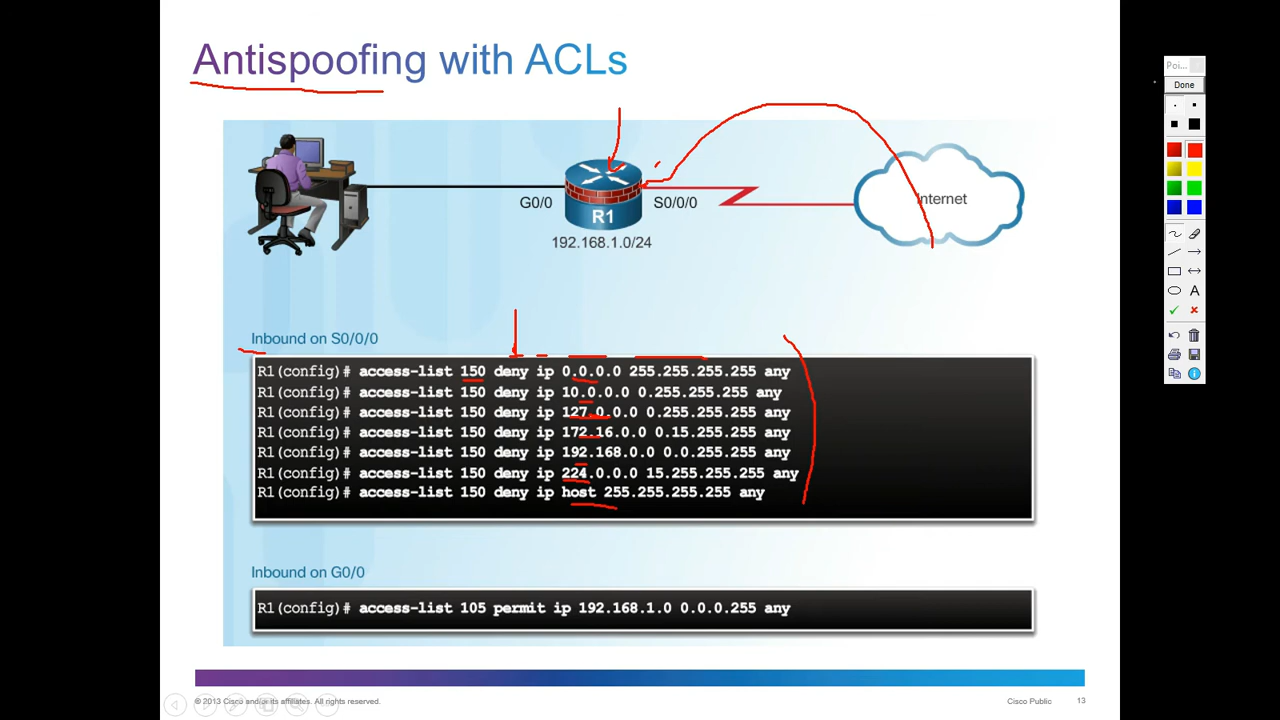 Antispoofing with ACLs
Poi...
Done
Internet
G0/0
S0/0/0
R1
192.168.1.0/24
A
Inbound on S0/0/0
R1(config)# access-list 150 deny ip 0.0.0.0 255.255.255.255 any
R1(config)# access-list 150 deny ip 10.0.0.0 0.255.255.255 any
R1(config)# access-list 150 deny ip 127.0.0.0 0.255.255.255 any
R1(config)# access-list 150 deny ip 172.16.0.0 0.15.255.255 any
R1(config)# access-list 150 deny ip 192.168.0.0 0.0.255.255 any
R1(config)# access-list 150 deny ip 224.0.0.0 15.255.255.255 any
R1(config)# access-list 150 deny ip host 255.255.255.255 any
Inbound on G0/0
R1(config)# access-list 105 permit ip 192.168.1.0 0.0.0.255 any
© 2013 Cisco and/or its affiliates. All rights reserved.
Cisco Public
13